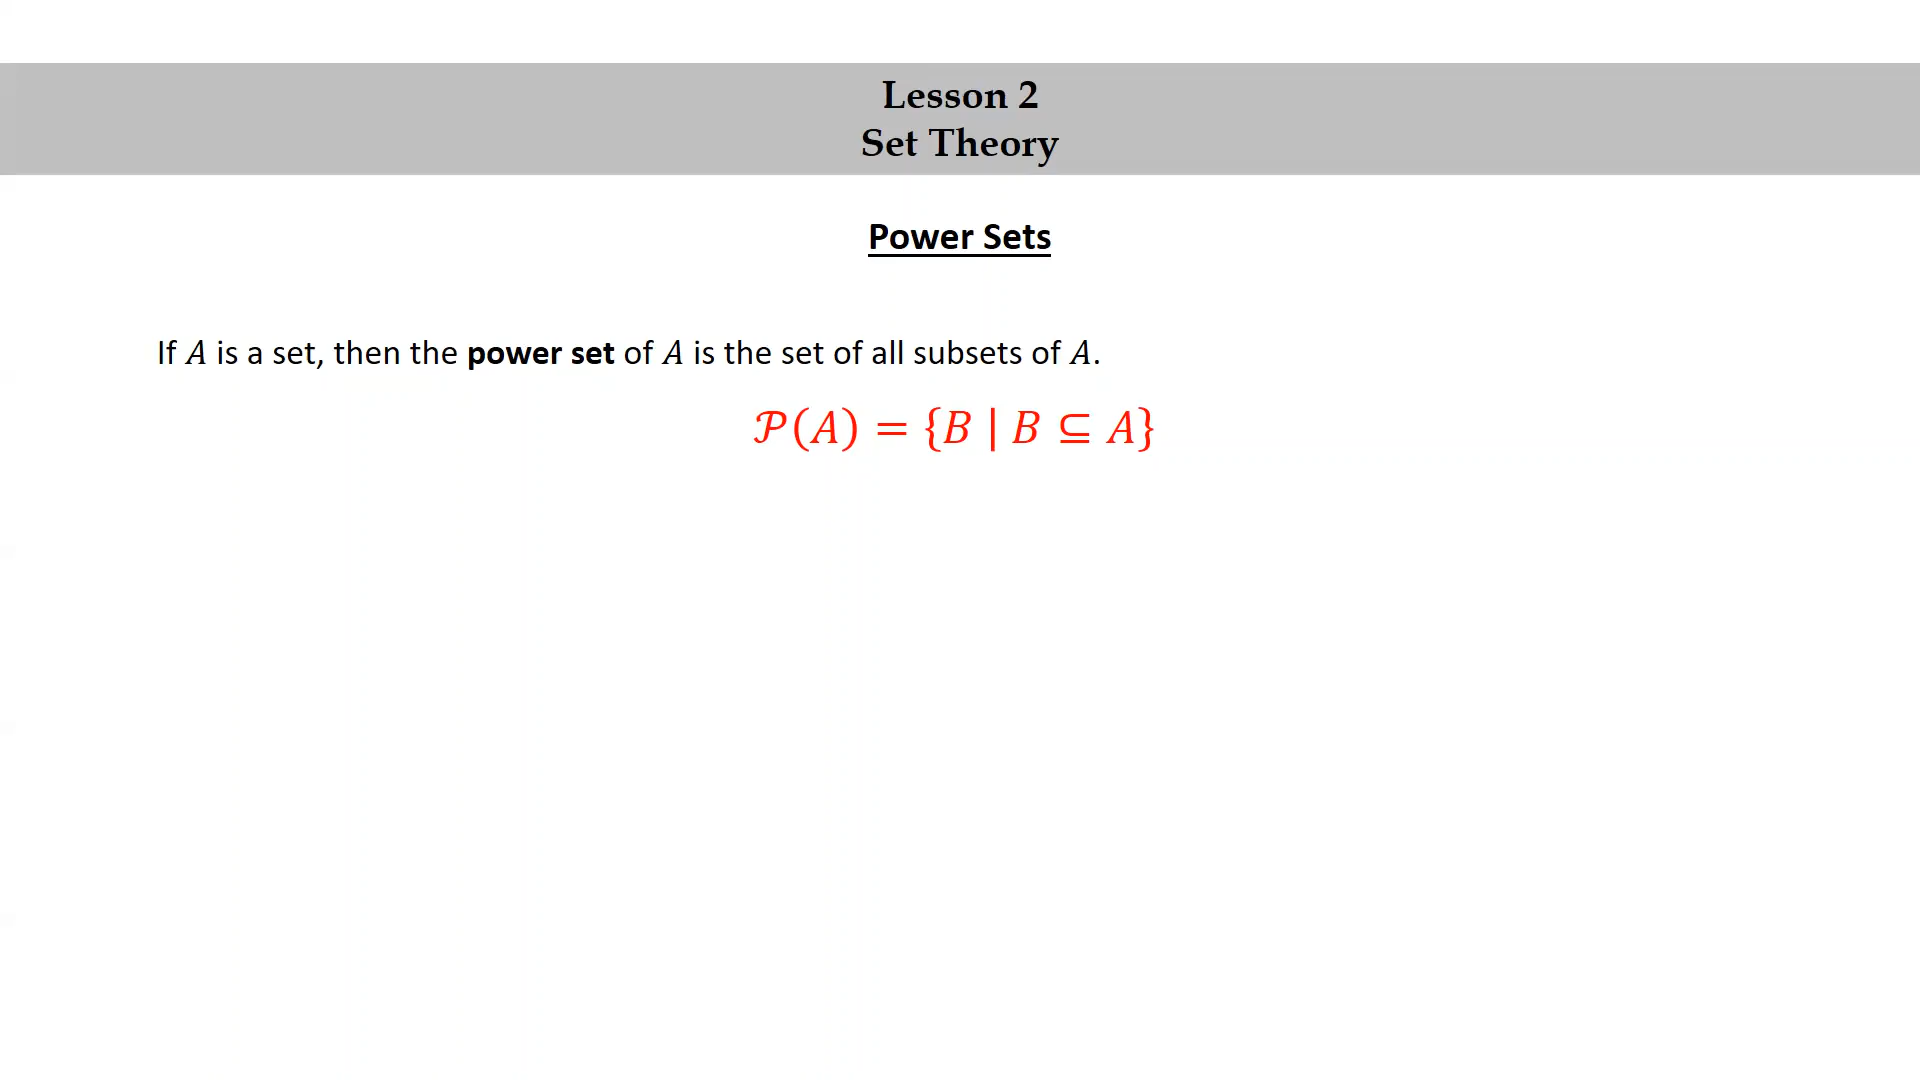 Lesson 2
Set Theory
Power Sets
If A is a set, then the power set of A is the set of all subsets of A.
𝒫(A) = {B | B ⊆ A}